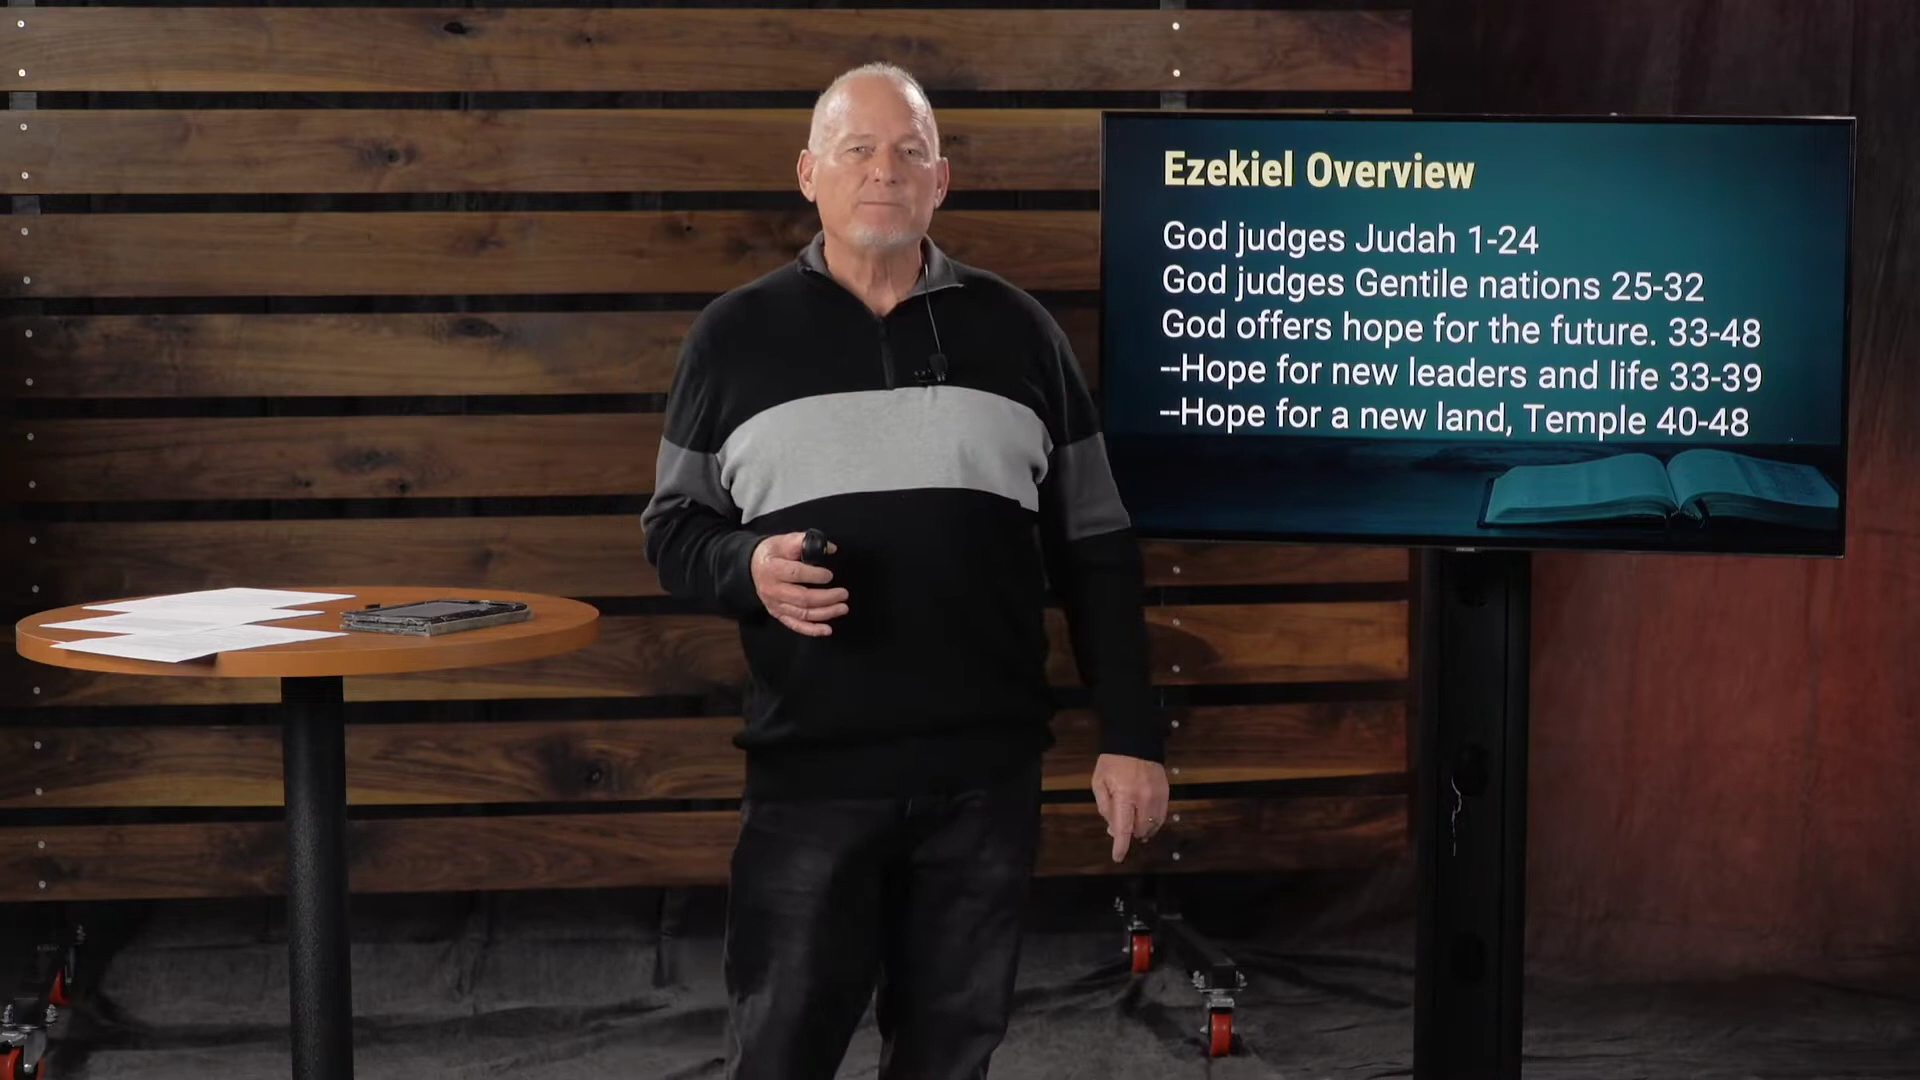 Ezekiel Overview
God judges Judah 1-24
God judges Gentile nations 25-32
God offers hope for the future. 33-48
--Hope for new leaders and life 33-39
--Hope for a new land, Temple 40-48